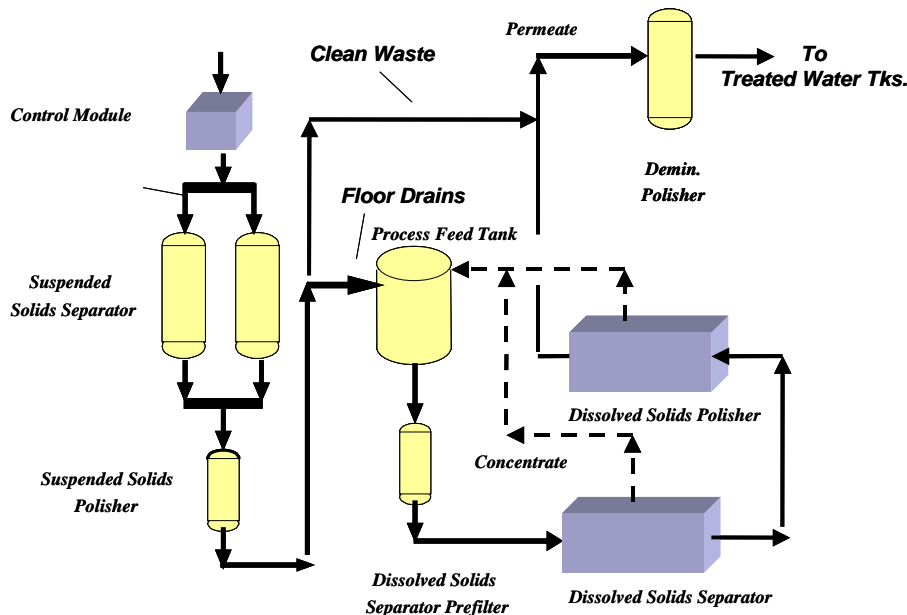 Permeate
To
Treated Water Tks.
Clean Waste
Control Module
Demin.
Polisher
Floor Drains
Process Feed Tank
Suspended
Solids Separator
Dissolved Solids Polisher
Concentrate
Suspended Solids
Polisher
Dissolved Solids
Separator Prefilter
Dissolved Solids Separator